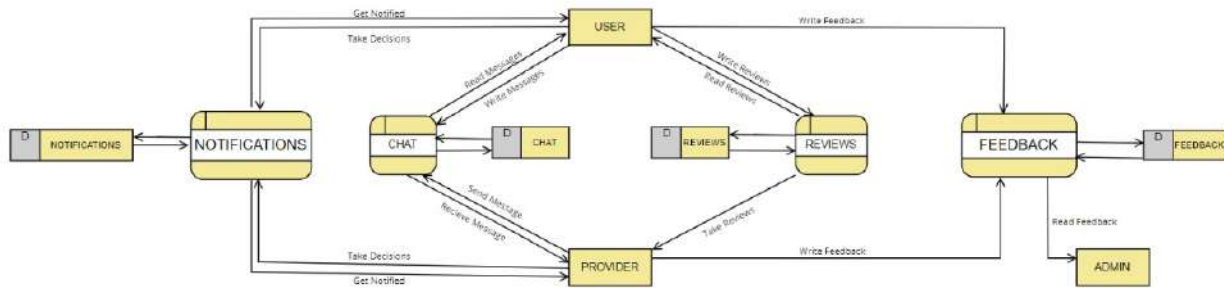 Get Notified
USER
Write Feedback
Take Decisions
Read Messages
Write Messages
Write Reviews
Read Reviews
D
NOTIFICATIONS
NOTIFICATIONS
CHAT
D
CHAT
D
REVIEWS
REVIEWS
FEEDBACK
D
FEEDBACK
Send Message
Recieve Message
Take Reviews
Read Feedback
Take Decisions
PROVIDER
Write Feedback
ADMIN
Get Notified